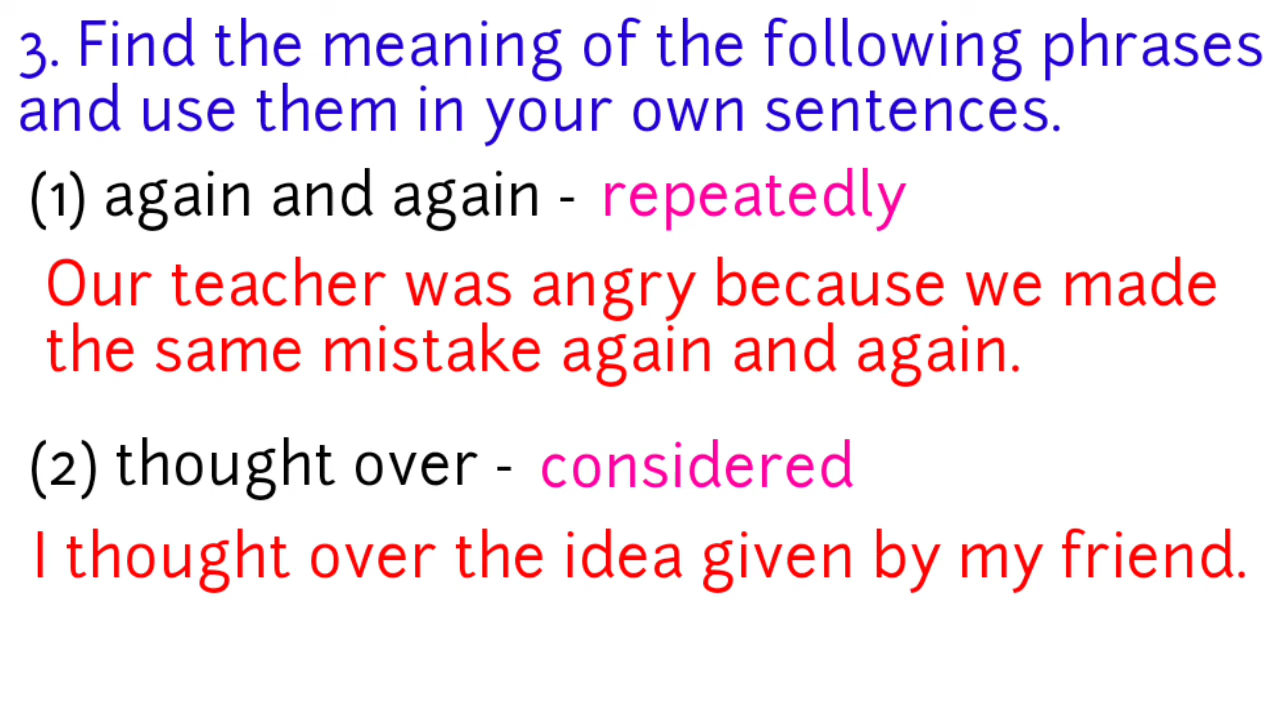 3. Find the meaning of the following phrases
and use them in your own sentences.
(1) again and again - repeatedly
Our teacher was angry because we made
the same mistake again and again.
(2) thought over - considered
I thought over the idea given by my friend.